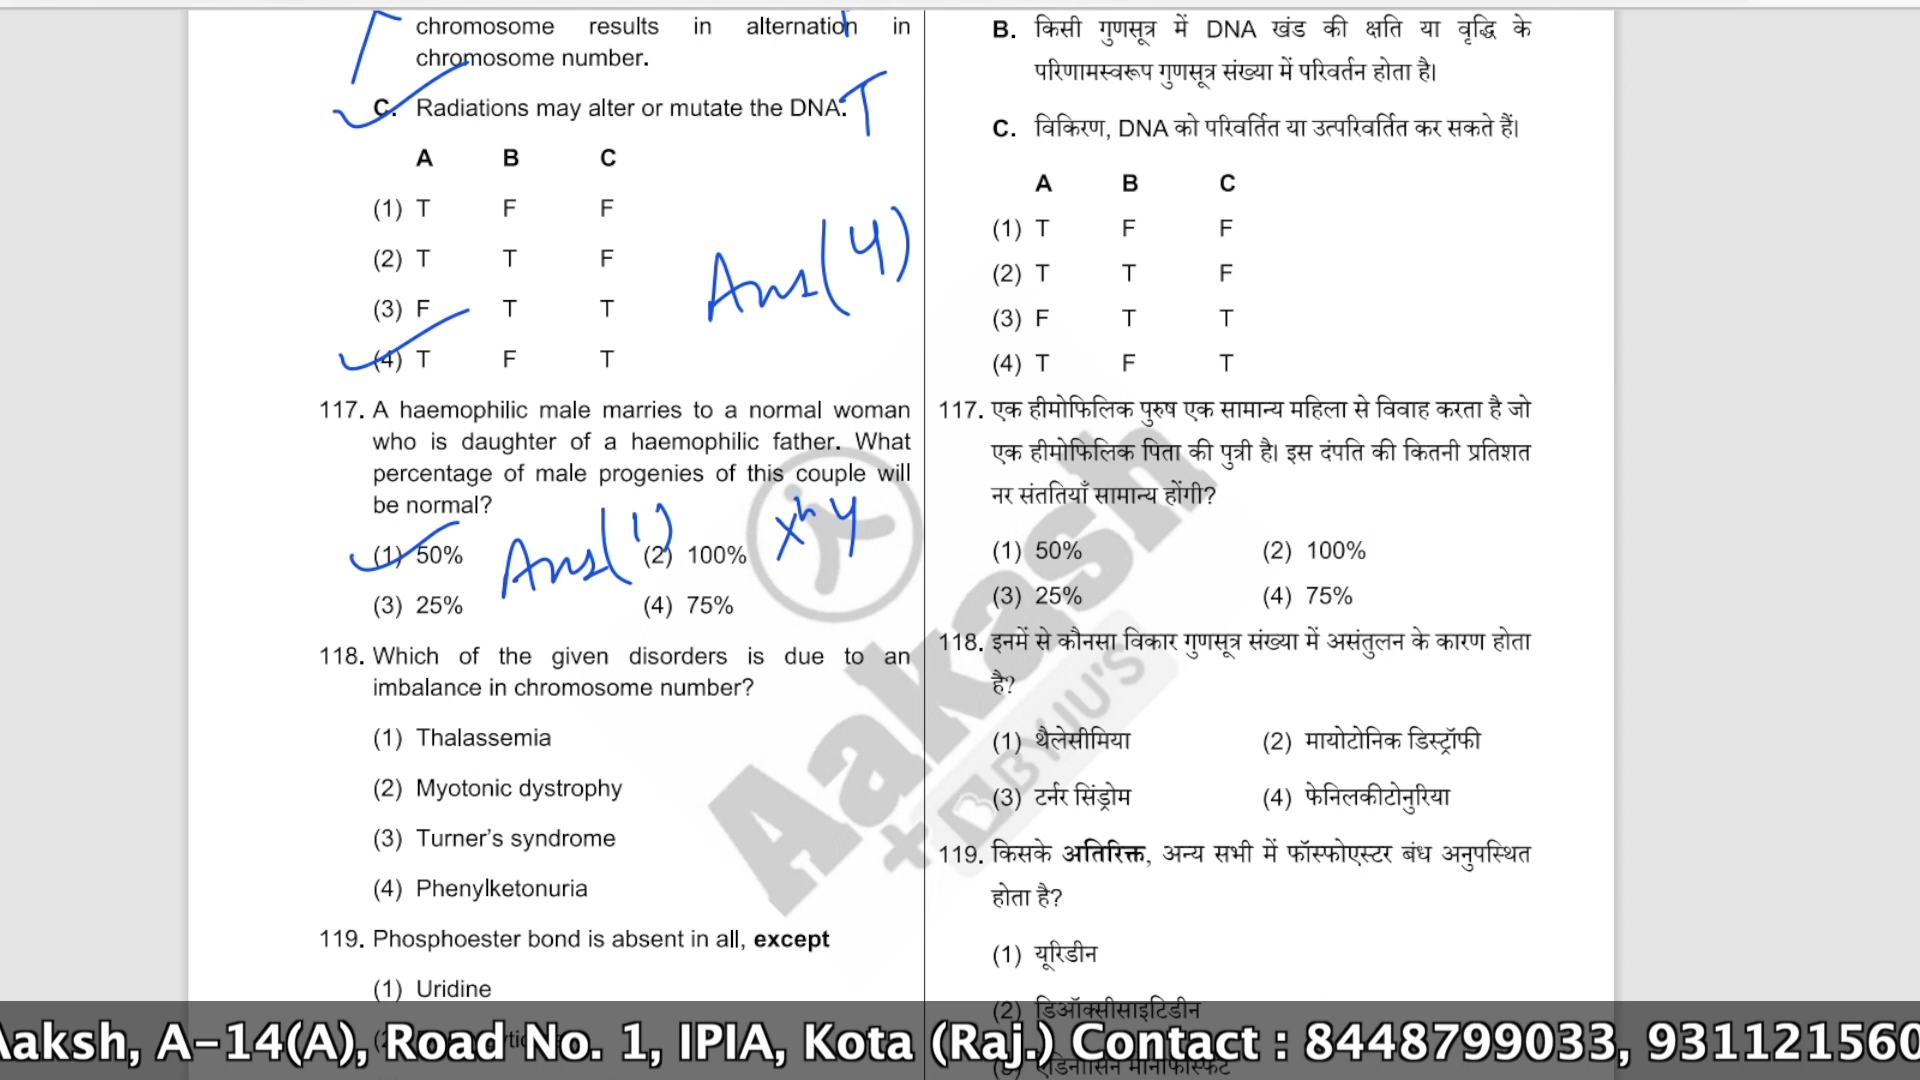 chromosome results in alternation in
chromosome number.
C. Radiations may alter or mutate the DNA. T
A B C
(1) T F F
(2) T T F
(3) F T T
(4) T F T
Ans(4)
117. A haemophilic male marries to a normal woman
who is daughter of a haemophilic father. What
percentage of male progenies of this couple will
be normal?
(1) 50% (2) 100%
(3) 25% (4) 75%
Ans(1)
XʰY
118. Which of the given disorders is due to an
imbalance in chromosome number?
(1) Thalassemia
(2) Myotonic dystrophy
(3) Turner’s syndrome
(4) Phenylketonuria
119. Phosphoester bond is absent in all, except
(1) Uridine
B. किसी गुणसूत्र में DNA खंड की क्षति या वृद्धि के
परिणामस्वरूप गुणसूत्र संख्या में परिवर्तन होता है।
C. विकिरण, DNA को परिवर्तित या उत्परिवर्तित कर सकते हैं।
A B C
(1) T F F
(2) T T F
(3) F T T
(4) T F T
117. एक हीमोफिलिक पुरुष एक सामान्य महिला से विवाह करता है जो
एक हीमोफिलिक पिता की पुत्री है। इस दंपति की कितनी प्रतिशत
नर संततियाँ सामान्य होंगी?
(1) 50% (2) 100%
(3) 25% (4) 75%
118. इनमें से कौनसा विकार गुणसूत्र संख्या में असंतुलन के कारण होता
है?
(1) थैलेसीमिया (2) मायोटोनिक डिस्ट्रॉफी
(3) टर्नर सिंड्रोम (4) फेनिलकीटोनुरिया
119. किसके अतिरिक्त, अन्य सभी में फॉस्फोएस्टर बंध अनुपस्थित
होता है?
(1) यूरिडीन
(2) डिऑक्सीसाइटिडीन
(3) एडिनोसिन मोनोफॉस्फेट
Aakash
BYJU'S
Aaksh, A-14(A), Road No. 1, IPIA, Kota (Raj.) Contact : 8448799033, 931121560